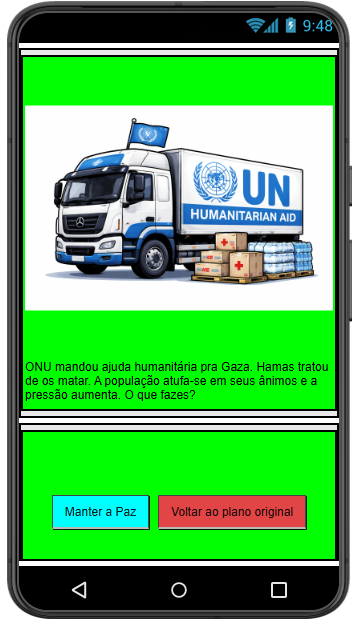 9:48
UN
HUMANITARIAN AID
ONU mandou ajuda humanitária pra Gaza. Hamas tratou
de os matar. A população atufa-se em seus ânimos e a
pressão aumenta. O que fazes?
Manter a Paz
Voltar ao plano original